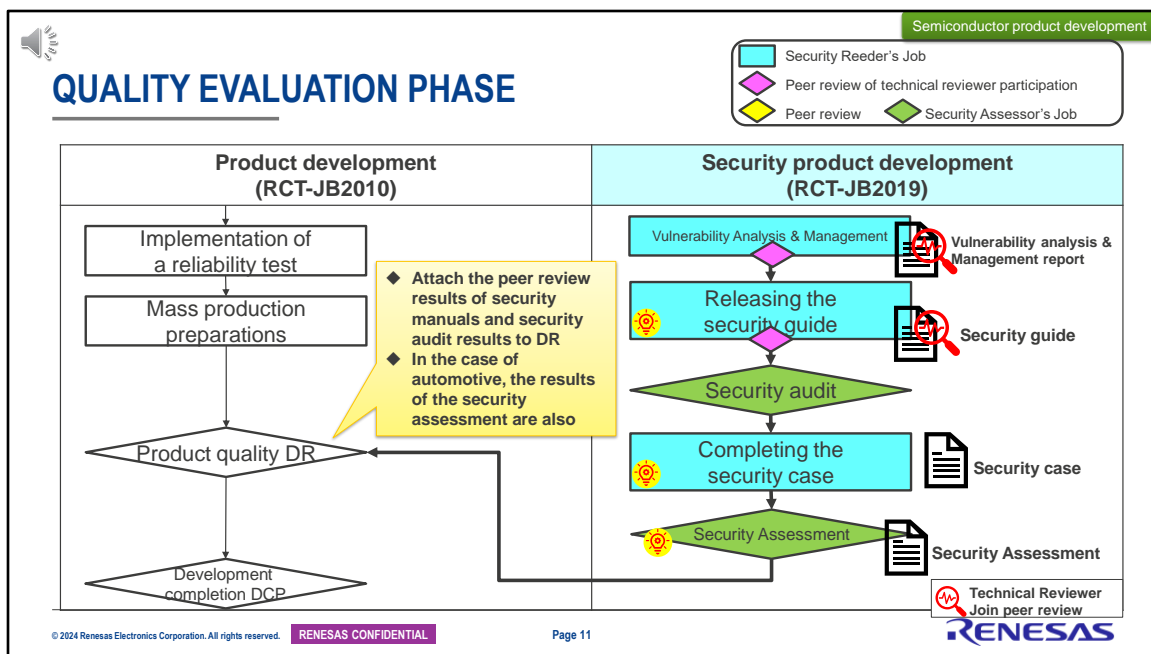 Semiconductor product development
QUALITY EVALUATION PHASE
Security Reeder's Job
Peer review of technical reviewer participation
Peer review
Security Assessor's Job
Product development
(RCT-JB2010)
Security product development
(RCT-JB2019)
Implementation of
a reliability test
Mass production
preparations
Product quality DR
Development
completion DCP
Attach the peer review
results of security
manuals and security
audit results to DR
In the case of
automotive, the results
of the security
assessment are also
Vulnerability Analysis & Management
Vulnerability analysis &
Management report
Releasing the
security guide
Security guide
Security audit
Completing the
security case
Security case
Security Assessment
Security Assessment
Technical Reviewer
Join peer review
© 2024 Renesas Electronics Corporation. All rights reserved.
RENESAS CONFIDENTIAL
Page 11
RENESAS